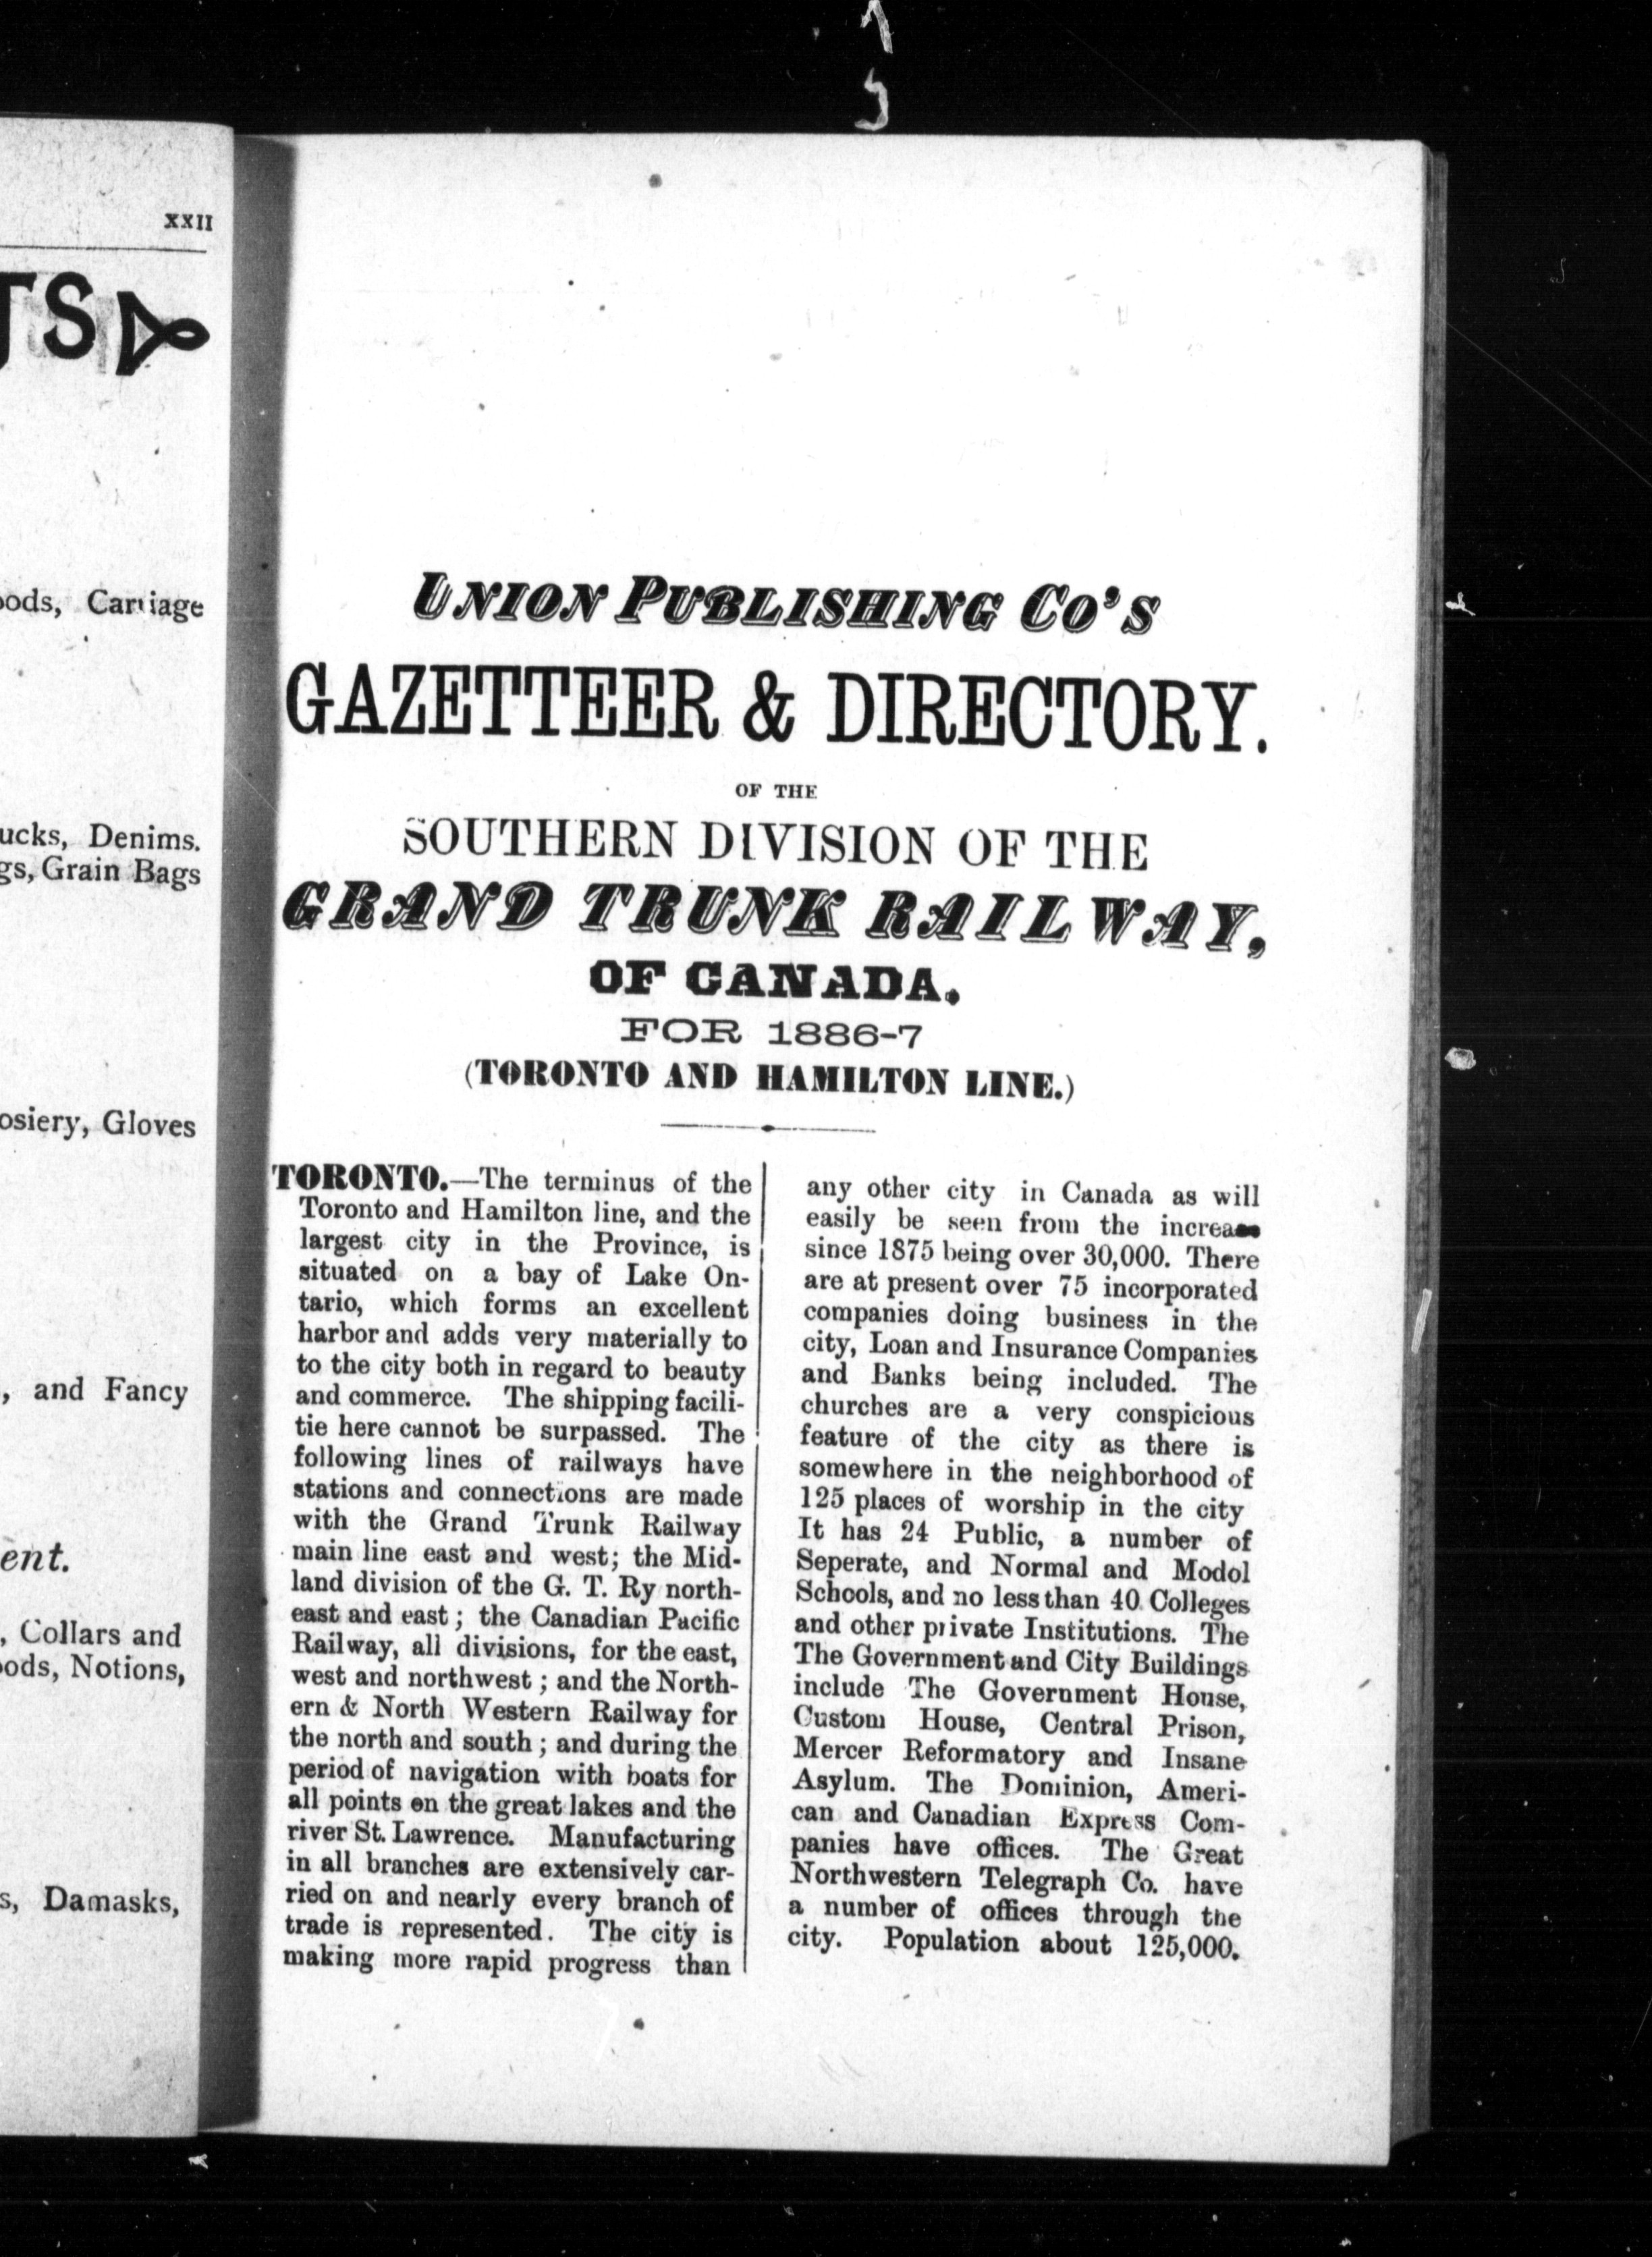 XXII
TS
Carriage
Denims.
Grain Bags
Gloves
, and Fancy
, Collars and
Notions,
Damasks,
UNION PUBLISHING CO'S
GAZETTEER & DIRECTORY.
OF THE
SOUTHERN DIVISION OF THE
GRAND TRUNK RAILWAY,
OF CANADA.
FOR 1886-7
(TORONTO AND HAMILTON LINE.)
TORONTO.—The terminus of the
Toronto and Hamilton line, and the
largest city in the Province, is
situated on a bay of Lake On-
tario, which forms an excellent
harbor and adds very materially to
to the city both in regard to beauty
and commerce. The shipping facili-
tie here cannot be surpassed. The
following lines of railways have
stations and connections are made
with the Grand Trunk Railway
main line east and west; the Mid-
land division of the G. T. Ry north-
east and east; the Canadian Pacific
Railway, all divisions, for the east,
west and northwest; and the North-
ern & North Western Railway for
the north and south; and during the
period of navigation with boats for
all points on the great lakes and the
river St. Lawrence. Manufacturing
in all branches are extensively car-
ried on and nearly every branch of
trade is represented. The city is
making more rapid progress than
any other city in Canada as will
easily be seen from the increase
since 1875 being over 30,000. There
are at present over 75 incorporated
companies doing business in the
city, Loan and Insurance Companies
and Banks being included. The
churches are a very conspicious
feature of the city as there is
somewhere in the neighborhood of
125 places of worship in the city
It has 24 Public, a number of
Seperate, and Normal and Modol
Schools, and no less than 40 Colleges
and other private Institutions. The
The Government and City Buildings
include The Government House,
Custom House, Central Prison,
Mercer Reformatory and Insane
Asylum. The Dominion, Ameri-
can and Canadian Express Com-
panies have offices. The Great
Northwestern Telegraph Co. have
a number of offices through the
city. Population about 125,000.